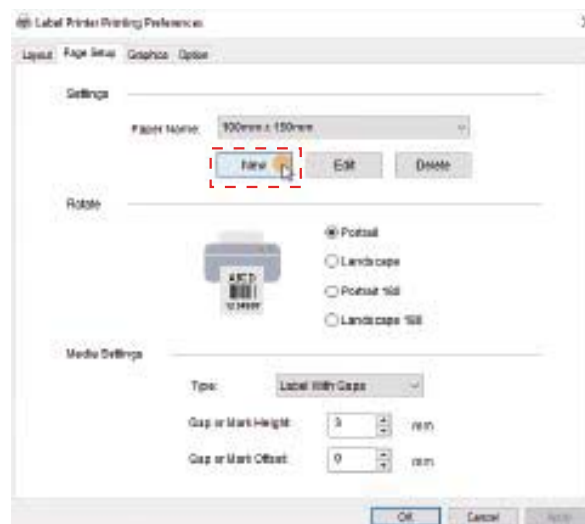 Label Printer Printing Preferences
Layout Page Setup Graphics Option
Settings
Paper Name: 100mm x 150mm
New Edit Delete
Rotate
Portrait
Landscape
Portrait 180
Landscape 180
ABCD
Media Settings
Type: Label With Gaps
Gap or Mark Height: 3 mm
Gap or Mark Offset: 0 mm
OK Cancel Apply